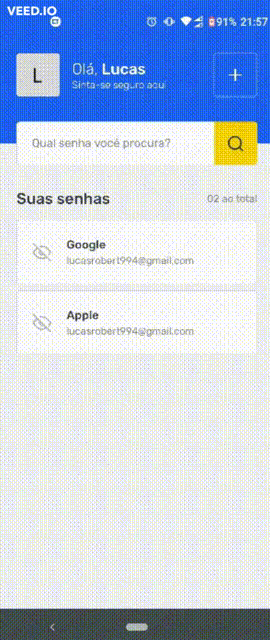 VEED.IO
91% 21:57
L
Olá, Lucas
Sinta-se seguro aqui
Qual senha você procura?
Suas senhas
02 ao total
Google
lucasrobert994@gmail.com
Apple
lucasrobert994@gmail.com